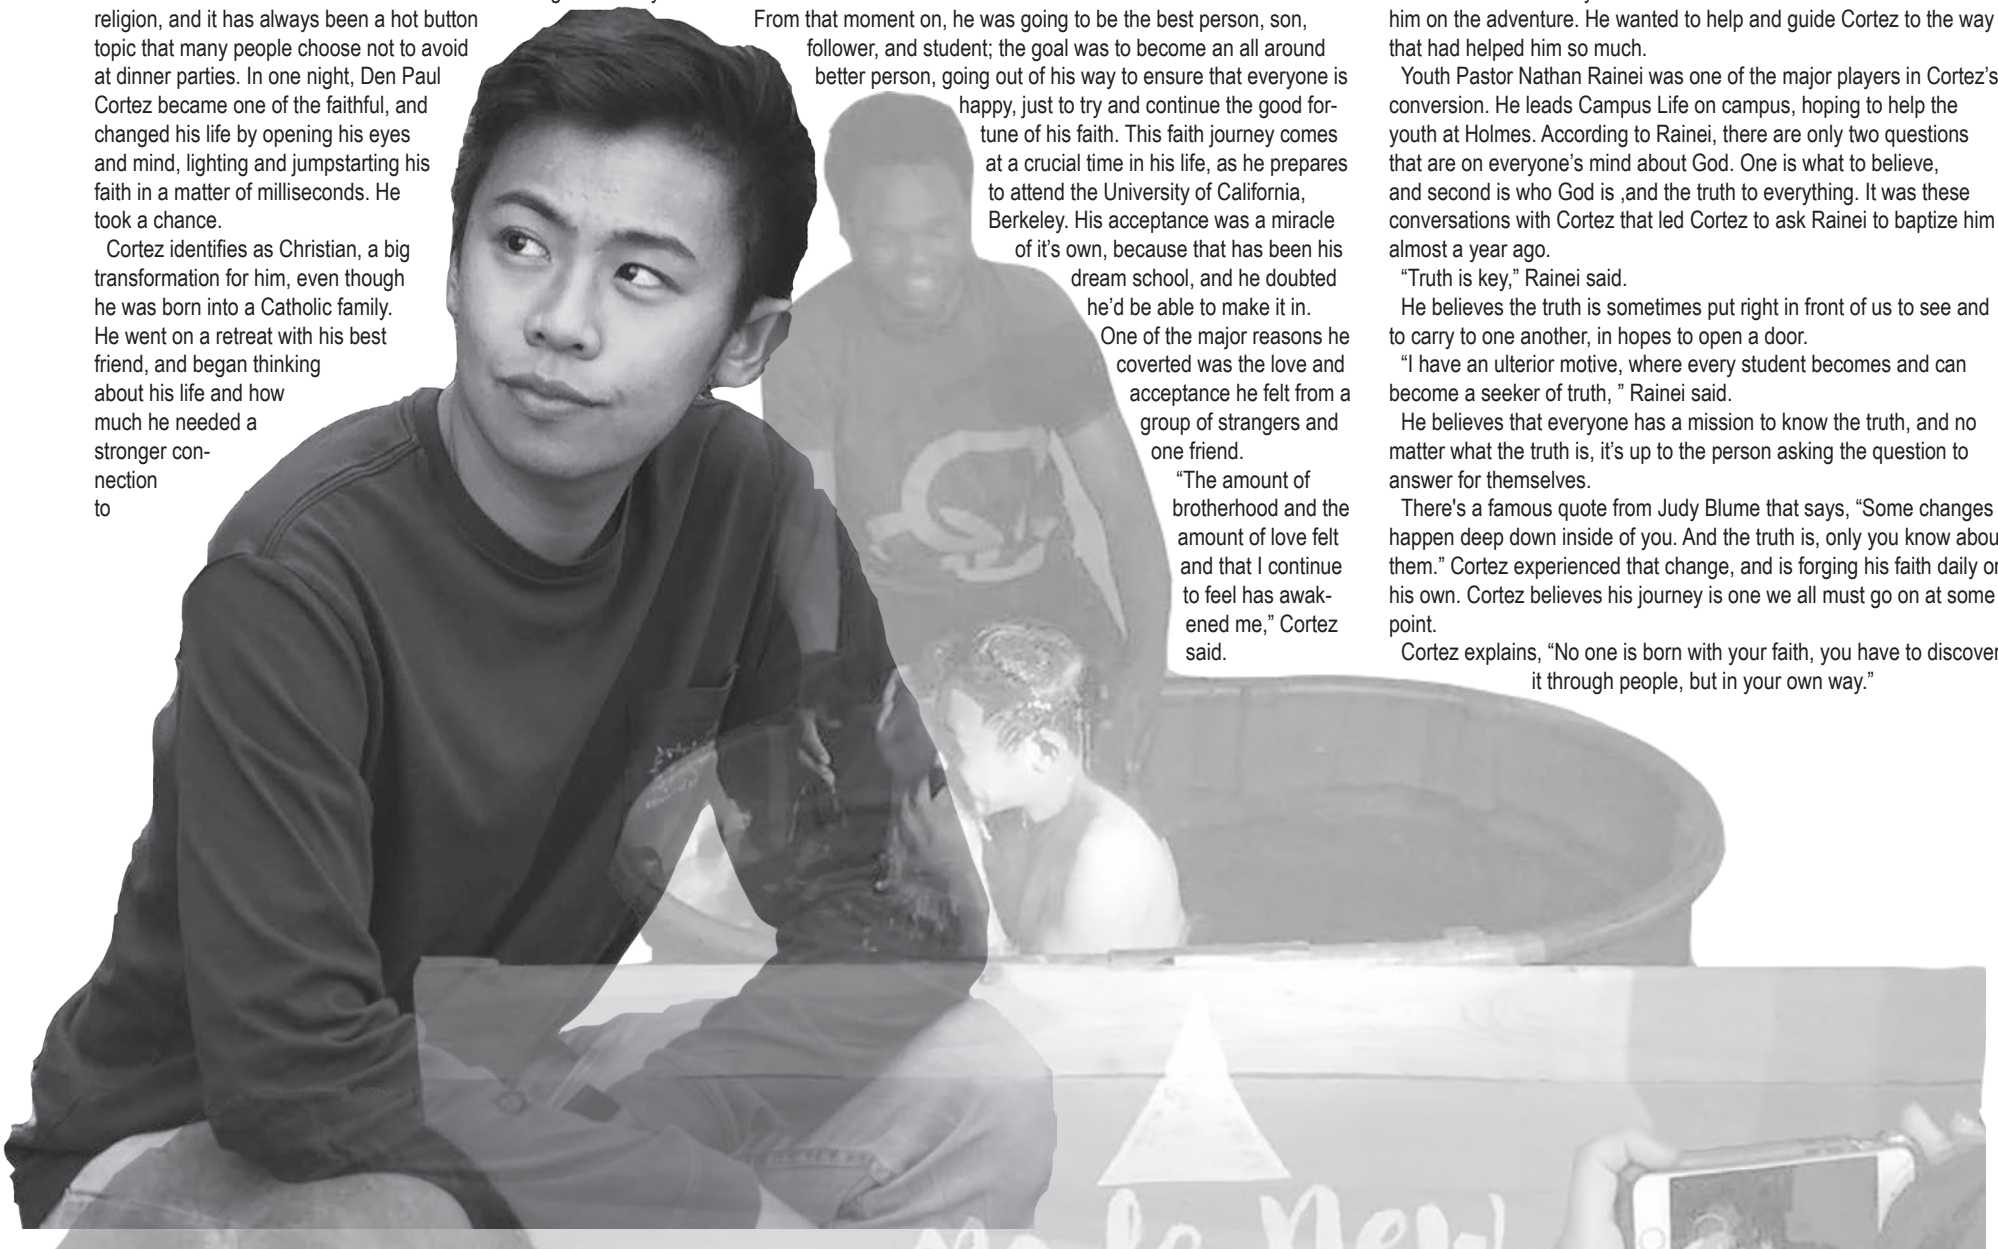 religion, and it has always been a hot button
topic that many people choose not to avoid
at dinner parties. In one night, Den Paul
Cortez became one of the faithful, and
changed his life by opening his eyes
and mind, lighting and jumpstarting his
faith in a matter of milliseconds. He
took a chance.
Cortez identifies as Christian, a big
transformation for him, even though
he was born into a Catholic family.
He went on a retreat with his best
friend, and began thinking
about his life and how
much he needed a
stronger con-
nection
to
From that moment on, he was going to be the best person, son,
follower, and student; the goal was to become an all around
better person, going out of his way to ensure that everyone is
happy, just to try and continue the good for-
tune of his faith. This faith journey comes
at a crucial time in his life, as he prepares
to attend the University of California,
Berkeley. His acceptance was a miracle
of it’s own, because that has been his
dream school, and he doubted
he’d be able to make it in.
One of the major reasons he
coverted was the love and
acceptance he felt from a
group of strangers and
one friend.
“The amount of
brotherhood and the
amount of love felt
and that I continue
to feel has awak-
ened me,” Cortez
said.
him on the adventure. He wanted to help and guide Cortez to the way
that had helped him so much.
Youth Pastor Nathan Rainei was one of the major players in Cortez’s
conversion. He leads Campus Life on campus, hoping to help the
youth at Holmes. According to Rainei, there are only two questions
that are on everyone’s mind about God. One is what to believe,
and second is who God is ,and the truth to everything. It was these
conversations with Cortez that led Cortez to ask Rainei to baptize him
almost a year ago.
“Truth is key,” Rainei said.
He believes the truth is sometimes put right in front of us to see and
to carry to one another, in hopes to open a door.
“I have an ulterior motive, where every student becomes and can
become a seeker of truth, ” Rainei said.
He believes that everyone has a mission to know the truth, and no
matter what the truth is, it’s up to the person asking the question to
answer for themselves.
There's a famous quote from Judy Blume that says, “Some changes
happen deep down inside of you. And the truth is, only you know abou
them.” Cortez experienced that change, and is forging his faith daily on
his own. Cortez believes his journey is one we all must go on at some
point.
Cortez explains, “No one is born with your faith, you have to discover
it through people, but in your own way.”
New